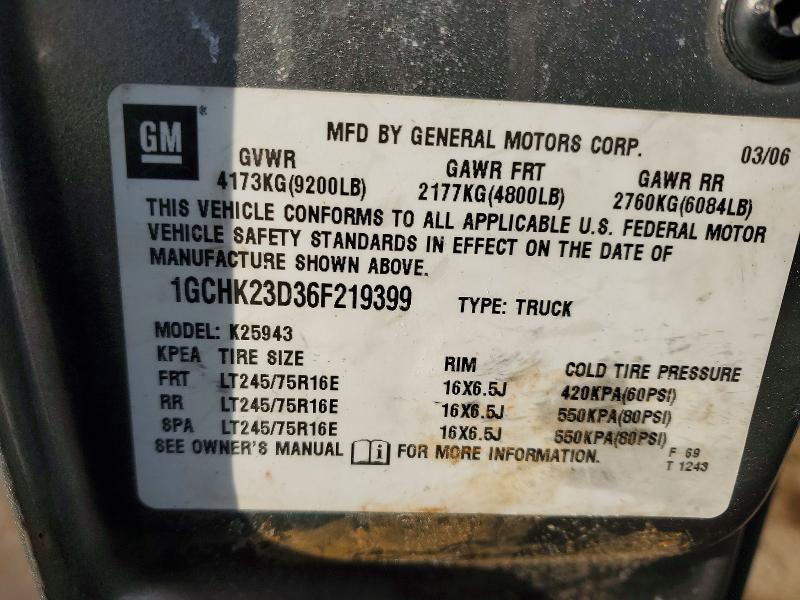 GM®
MFD BY GENERAL MOTORS CORP. 03/06
GVWR GAWR FRT GAWR RR
4173KG(9200LB) 2177KG(4800LB) 2760KG(6084LB)
THIS VEHICLE CONFORMS TO ALL APPLICABLE U.S. FEDERAL MOTOR
VEHICLE SAFETY STANDARDS IN EFFECT ON THE DATE OF
MANUFACTURE SHOWN ABOVE.
1GCHK23D36F219399 TYPE: TRUCK
MODEL: K25943
KPEA TIRE SIZE RIM COLD TIRE PRESSURE
FRT LT245/75R16E 16X6.5J 420KPA(60PSI)
RR LT245/75R16E 16X6.5J 550KPA(80PSI)
SPA LT245/75R16E 16X6.5J 550KPA(80PSI)
SEE OWNER'S MANUAL i FOR MORE INFORMATION. F 69
T 1243